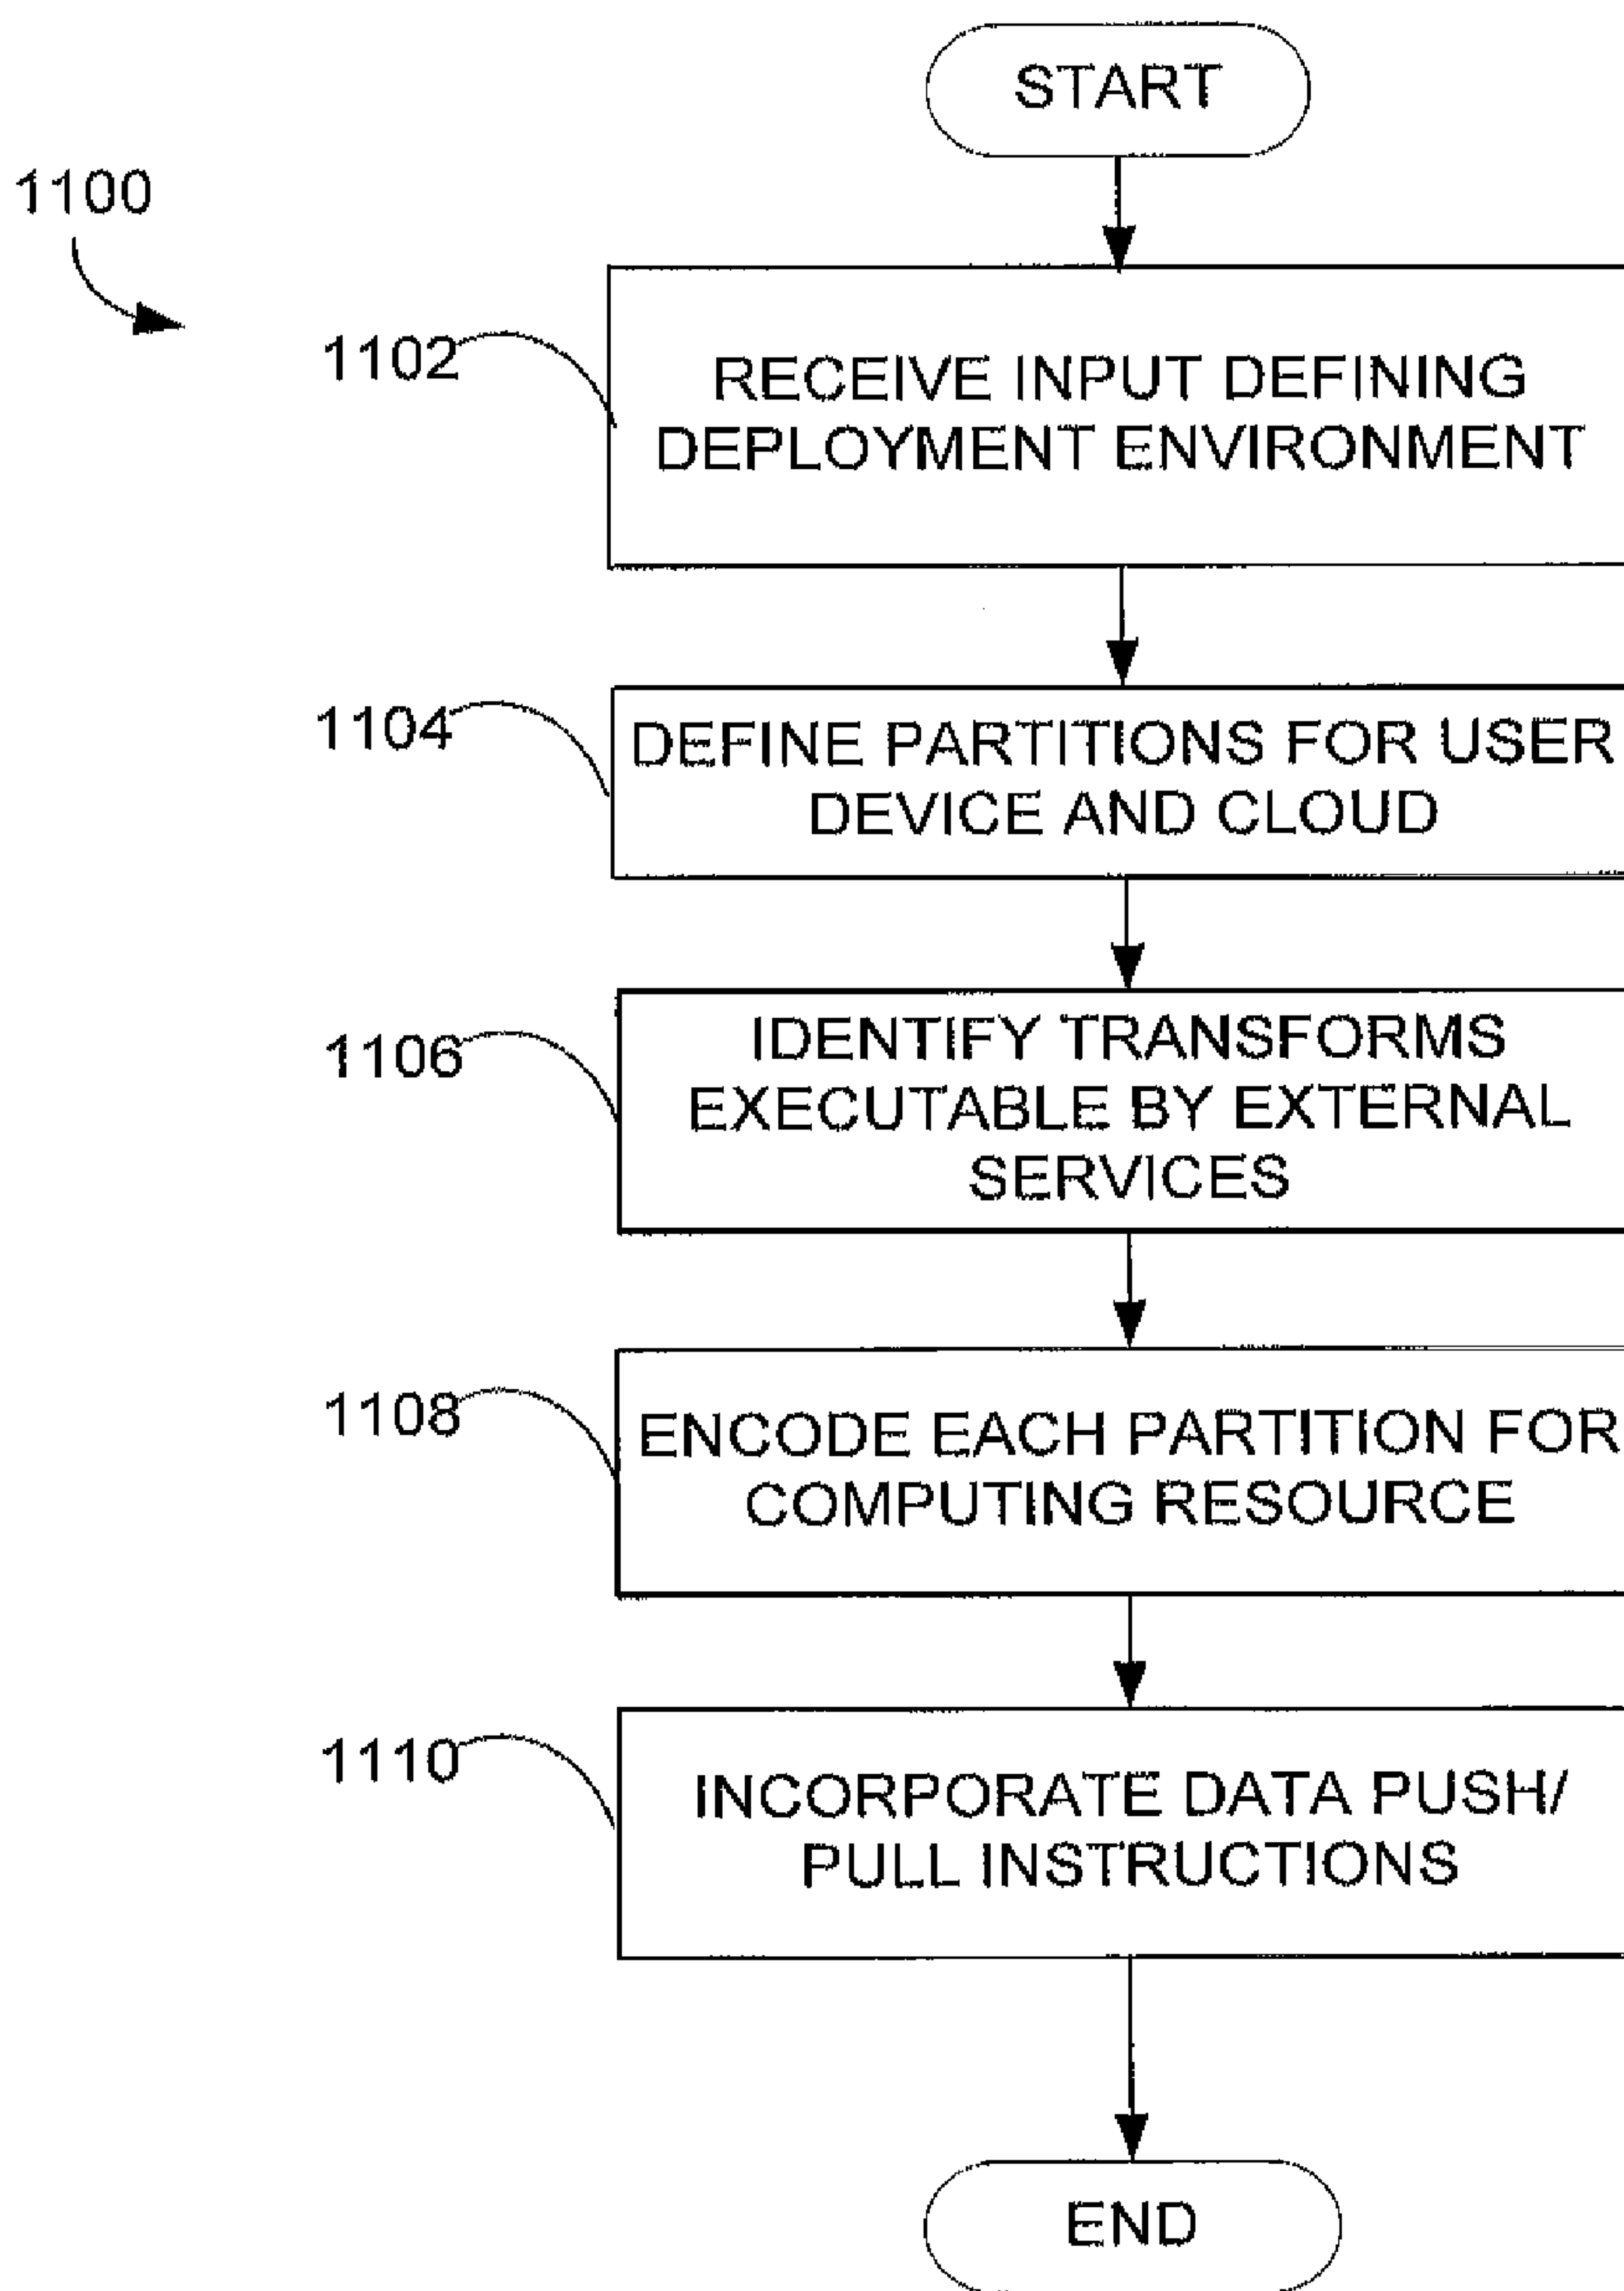 START
1100
1102
RECEIVE INPUT DEFINING
DEPLOYMENT ENVIRONMENT
1104
DEFINE PARTITIONS FOR USER
DEVICE AND CLOUD
1106
IDENTIFY TRANSFORMS
EXECUTABLE BY EXTERNAL
SERVICES
1108
ENCODE EACH PARTITION FOR
COMPUTING RESOURCE
1110
INCORPORATE DATA PUSH/
PULL INSTRUCTIONS
END